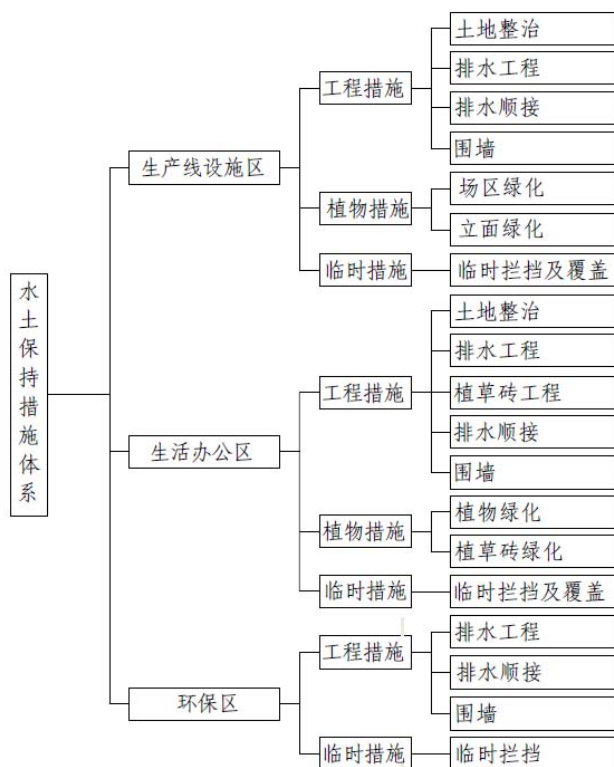 水土保持措施体系
生产线设施区
工程措施
土地整治
排水工程
排水顺接
围墙
植物措施
场区绿化
立面绿化
临时措施
临时拦挡及覆盖
生活办公区
工程措施
土地整治
排水工程
植草砖工程
排水顺接
围墙
植物措施
植物绿化
植草砖绿化
临时措施
临时拦挡及覆盖
环保区
工程措施
排水工程
排水顺接
围墙
临时措施
临时拦挡